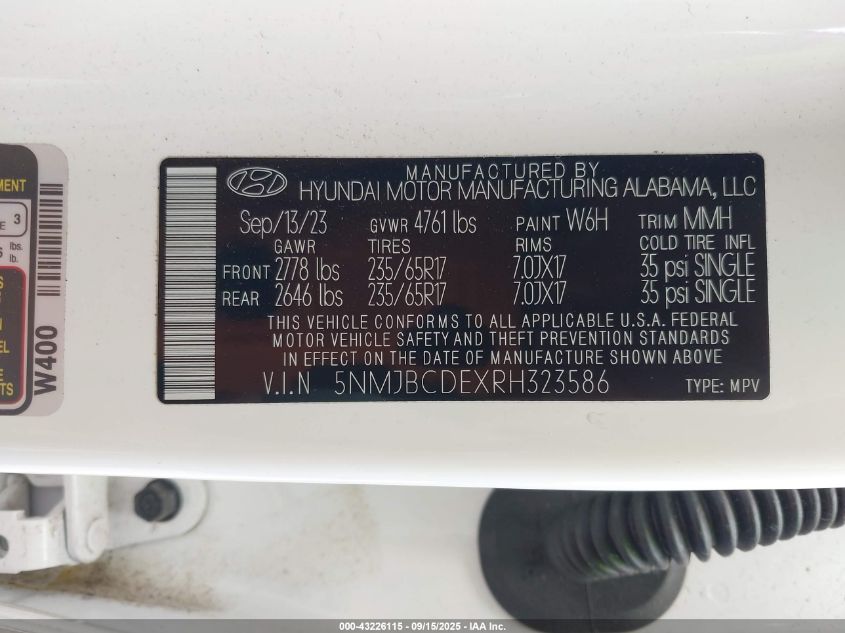 MANUFACTURED BY
HYUNDAI MOTOR MANUFACTURING ALABAMA, LLC
Sep/13/23 GVWR 4761 lbs PAINT W6H TRIM MMH
GAWR TIRES RIMS COLD TIRE INFL
FRONT 2778 lbs 235/65R17 7.0JX17 35 psi SINGLE
REAR 2646 lbs 235/65R17 7.0JX17 35 psi SINGLE
THIS VEHICLE CONFORMS TO ALL APPLICABLE U.S.A. FEDERAL
MOTOR VEHICLE SAFETY AND THEFT PREVENTION STANDARDS
IN EFFECT ON THE DATE OF MANUFACTURE SHOWN ABOVE
V.I.N 5NMJBCDEXRH323586 TYPE: MPV
3
lbs.
lb.
W400
000-43226115 - 09/15/2025 - IAA Inc.